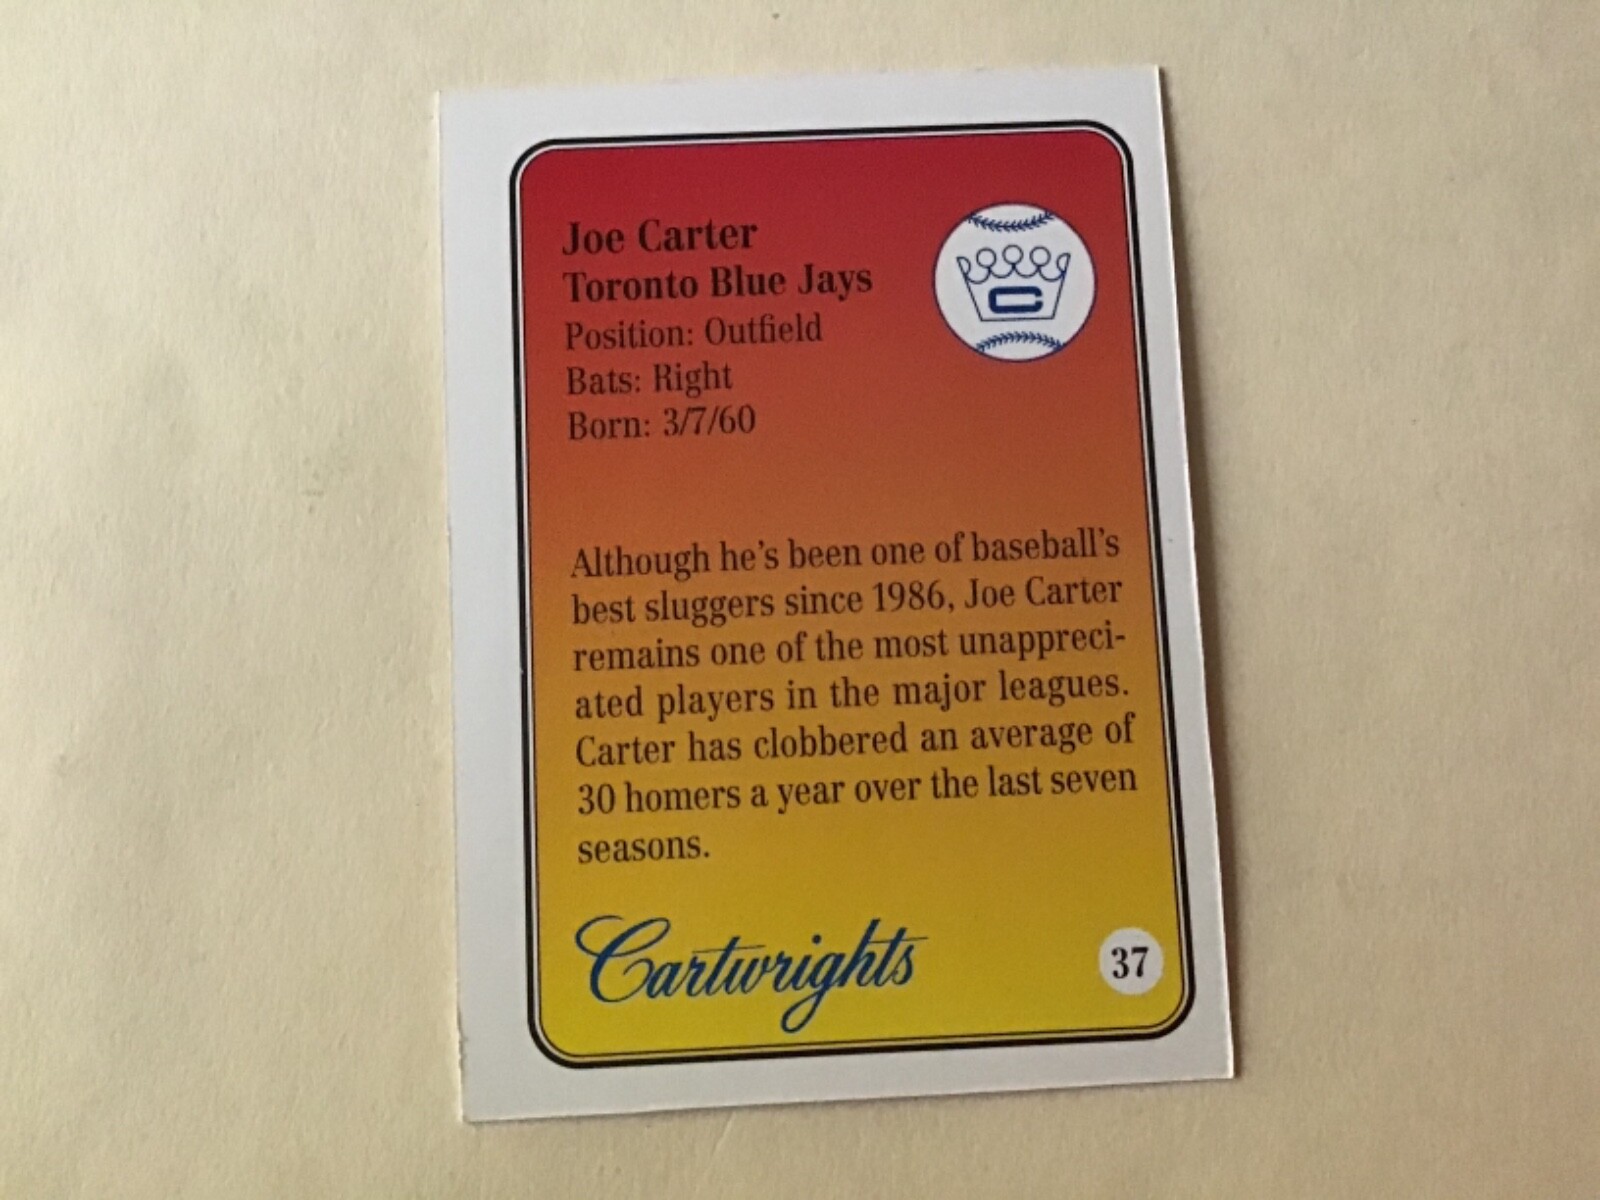 Joe Carter
Toronto Blue Jays
Position: Outfield
Bats: Right
Born: 3/7/60
C
Although he's been one of baseball's
best sluggers since 1986, Joe Carter
remains one of the most unappreci-
ated players in the major leagues.
Carter has clobbered an average of
30 homers a year over the last seven
seasons.
Cartwrights
37